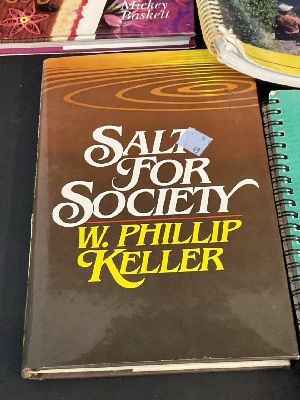 Mickey
Baskett
SALT
FOR
SOCIETY
W. PHILLIP
KELLER